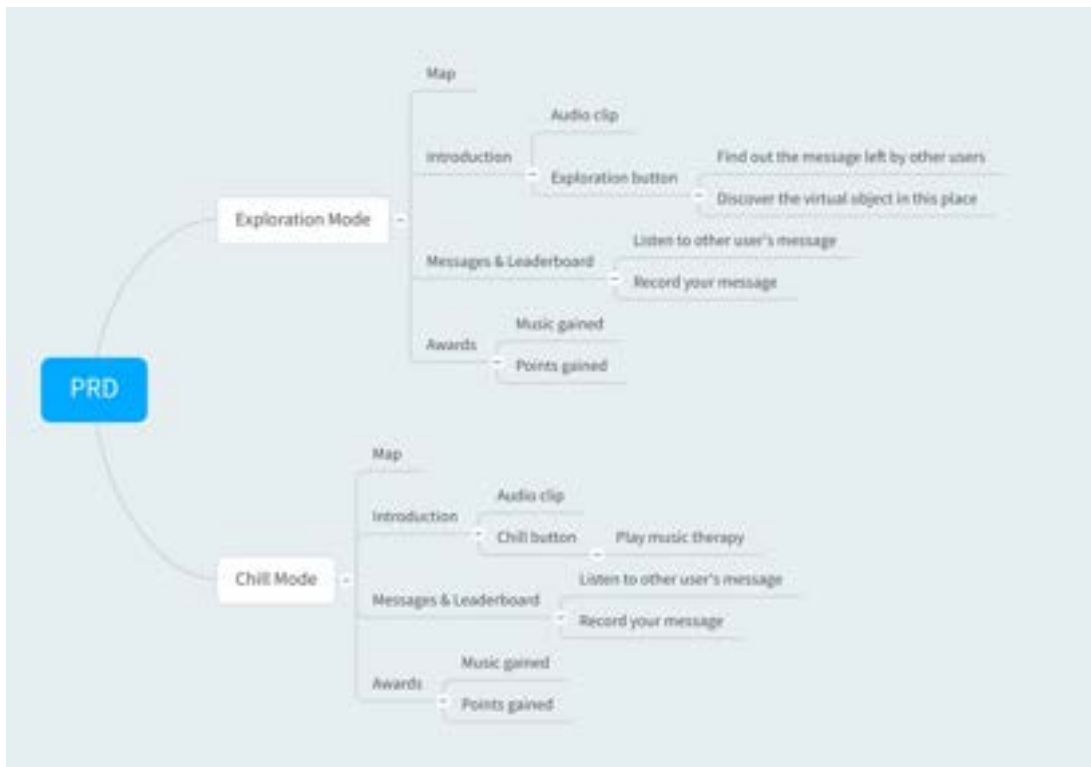 PRD
Exploration Mode
Map
Introduction
Audio clip
Exploration button
Find out the message left by other users
Discover the virtual object in this place
Messages & Leaderboard
Listen to other user's message
Record your message
Awards
Music gained
Points gained
Chill Mode
Map
Introduction
Audio clip
Chill button
Play music therapy
Messages & Leaderboard
Listen to other user's message
Record your message
Awards
Music gained
Points gained